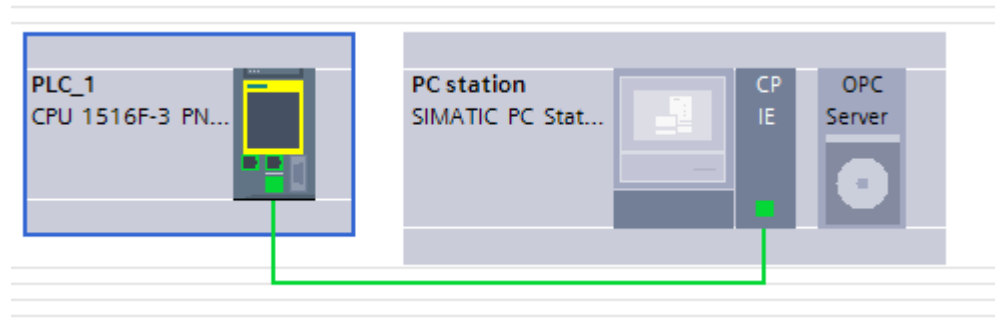 PLC_1
CPU 1516F-3 PN...
PC station
SIMATIC PC Stat...
CP
IE
OPC
Server